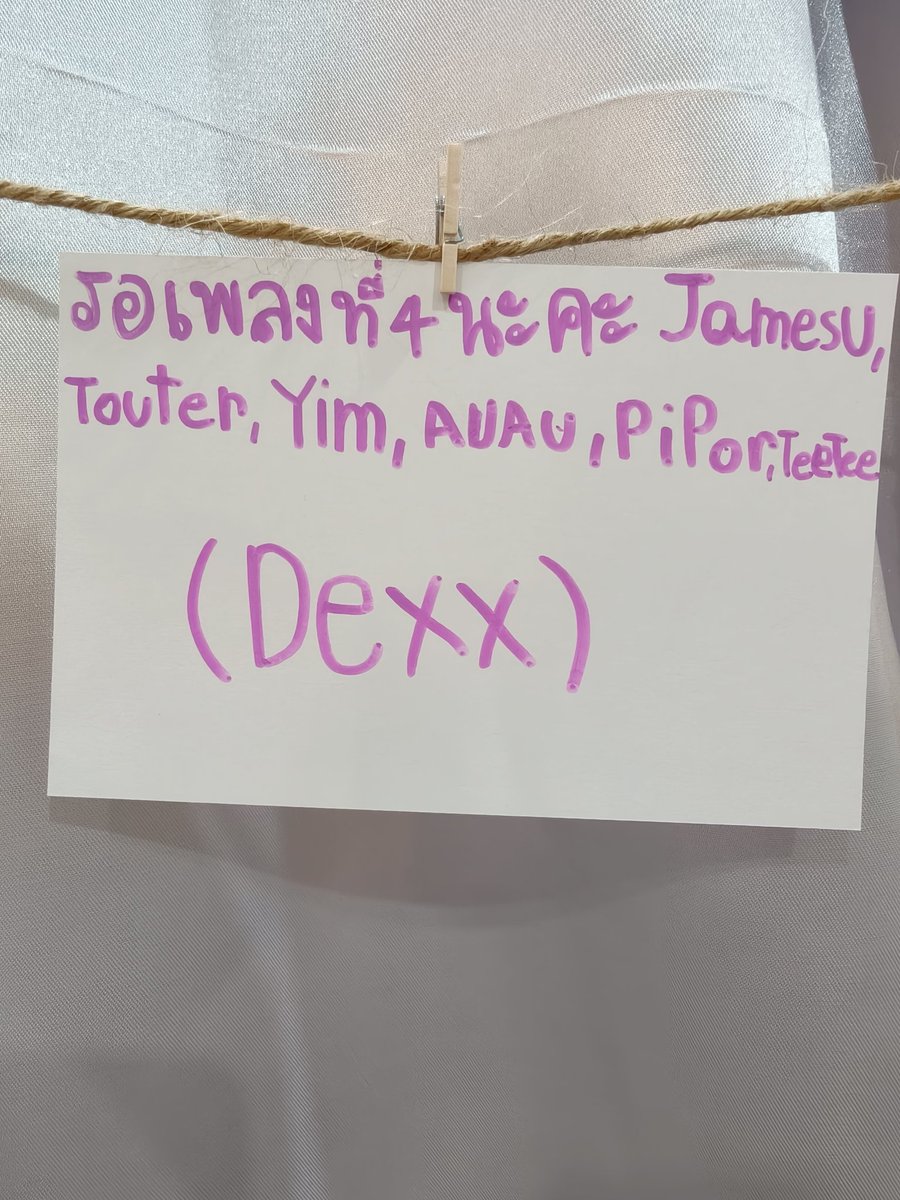 รอเพลงที่4นะคะ JamesU,
Touter, Yim, AUAU, PiPor, TeeTee
(Dexx)